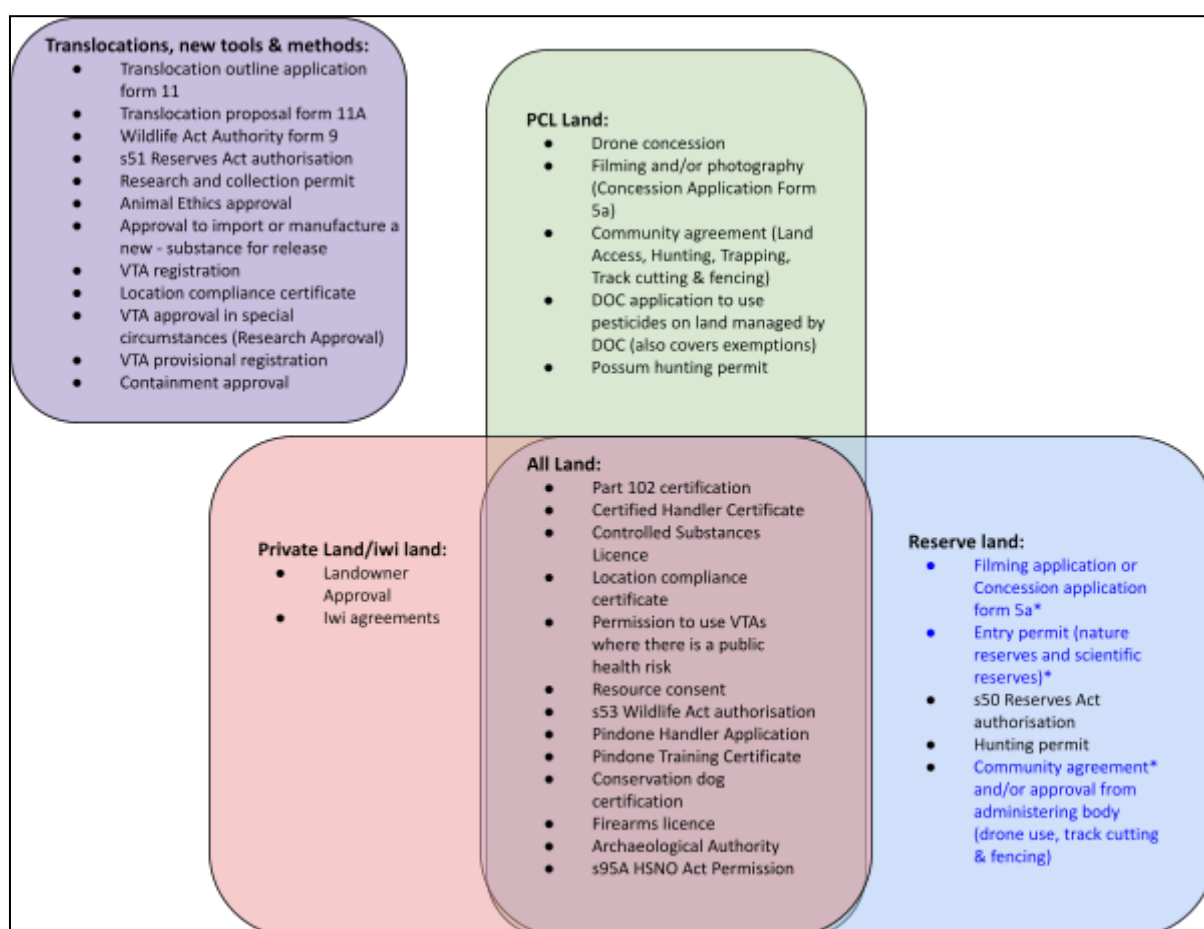 Translocations, new tools & methods:
● Translocation outline application
form 11
● Translocation proposal form 11A
● Wildlife Act Authority form 9
● s51 Reserves Act authorisation
● Research and collection permit
● Animal Ethics approval
● Approval to import or manufacture a
new - substance for release
● VTA registration
● Location compliance certificate
● VTA approval in special
circumstances (Research Approval)
● VTA provisional registration
● Containment approval
PCL Land:
● Drone concession
● Filming and/or photography
(Concession Application Form
5a)
● Community agreement (Land
Access, Hunting, Trapping,
Track cutting & fencing)
● DOC application to use
pesticides on land managed by
DOC (also covers exemptions)
● Possum hunting permit
Private Land/iwi land:
● Landowner
Approval
● Iwi agreements
All Land:
● Part 102 certification
● Certified Handler Certificate
● Controlled Substances
Licence
● Location compliance
certificate
● Permission to use VTAs
where there is a public
health risk
● Resource consent
● s53 Wildlife Act authorisation
● Pindone Handler Application
● Pindone Training Certificate
● Conservation dog
certification
● Firearms licence
● Archaeological Authority
● s95A HSNO Act Permission
Reserve land:
● Filming application or
Concession application
form 5a*
● Entry permit (nature
reserves and scientific
reserves)*
● s50 Reserves Act
authorisation
● Hunting permit
● Community agreement*
and/or approval from
administering body
(drone use, track cutting
& fencing)